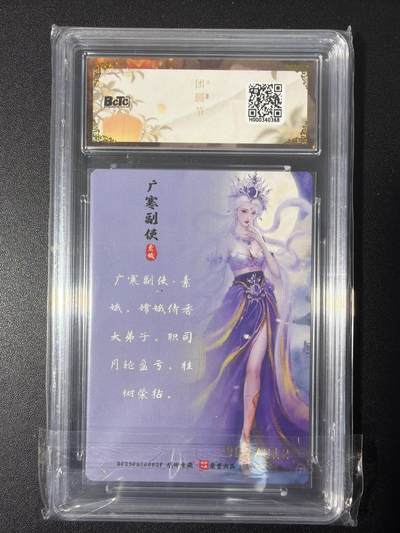 BCTC
团圆节
H000340368
广寒副使
素娥
广寒副使·素
娥，嫦娥侍香
大弟子，职司
月轮盈亏、桂
树荣枯。